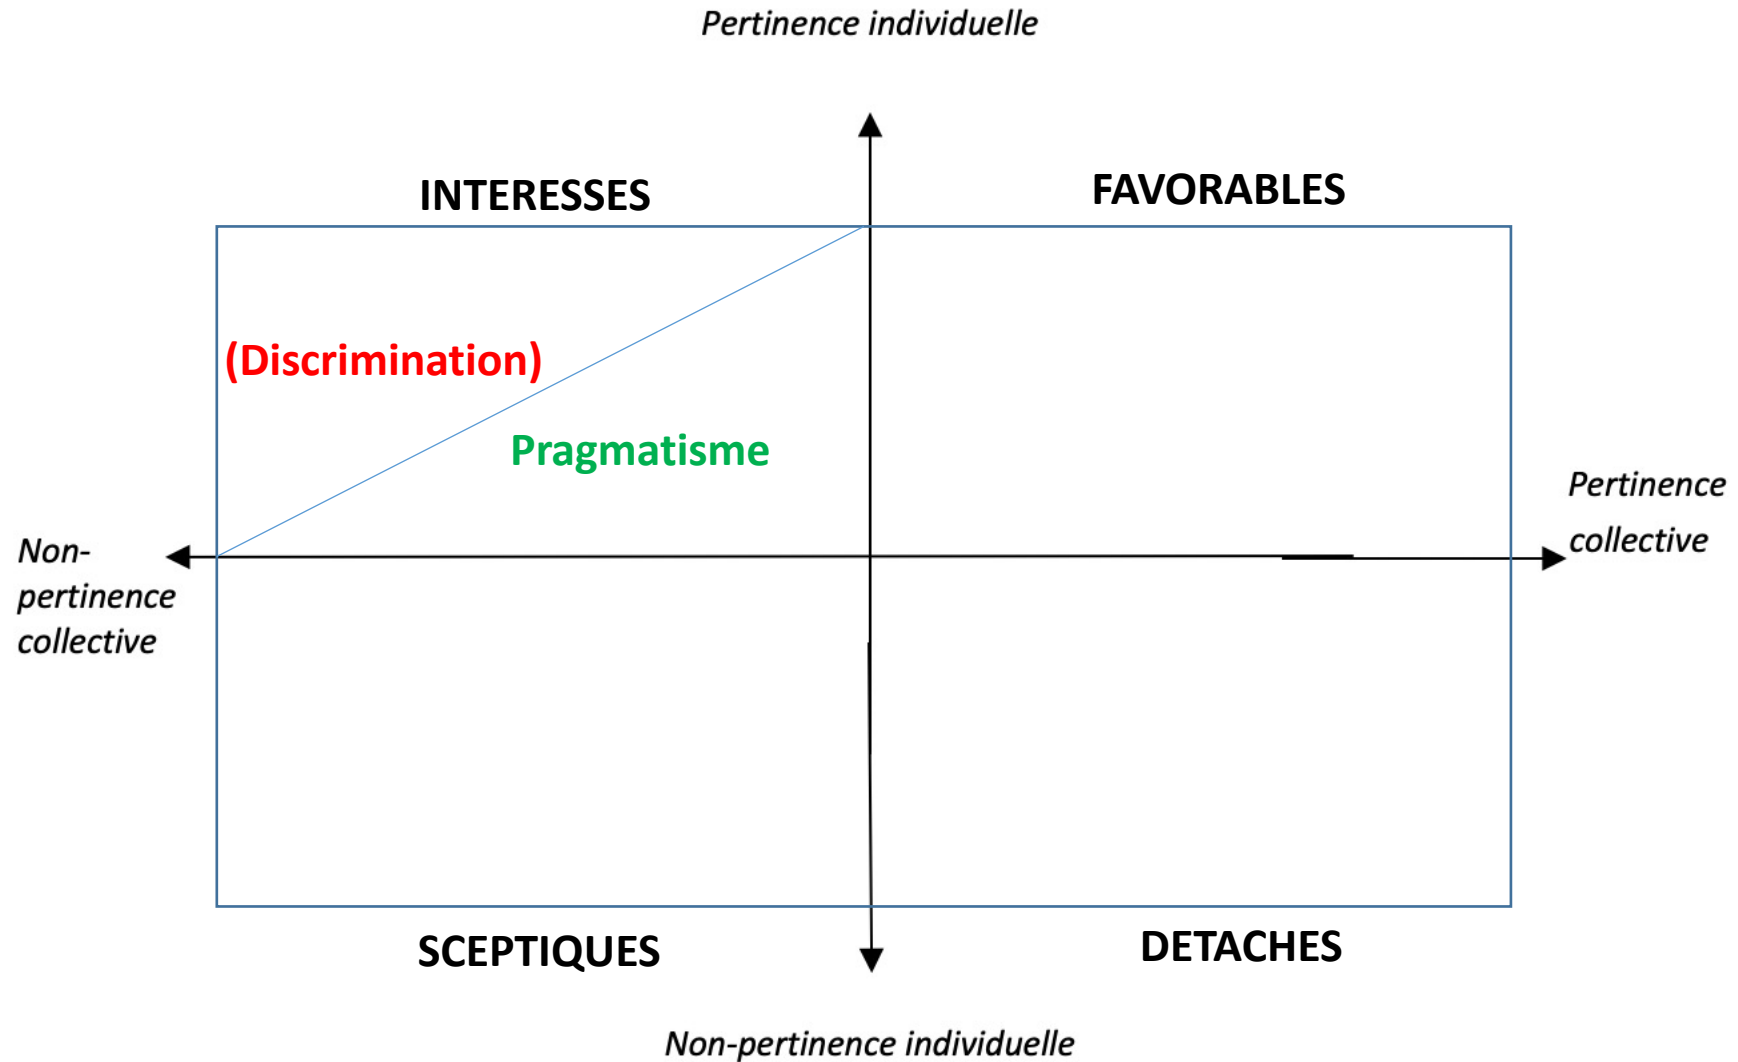 Pertinence individuelle
INTERESSES
FAVORABLES
(Discrimination)
Pragmatisme
Pertinence
collective
Non-
pertinence
collective
SCEPTIQUES
DETACHES
Non-pertinence individuelle